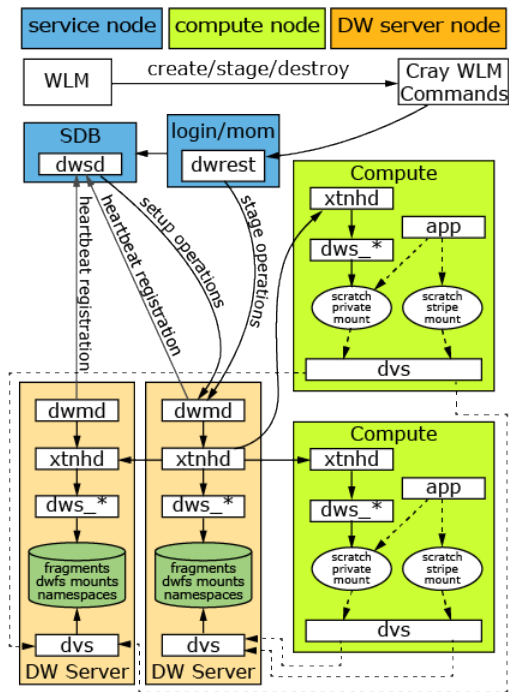 service node
compute node
DW server node
WLM
create/stage/destroy
Cray WLM
Commands
SDB
dwsd
login/mom
dwrest
heartbeat registration
heartbeat registration
setup operations
stage operations
Compute
xtnhd
app
dws_*
scratch
private
mount
scratch
stripe
mount
dvs
dwmd
xtnhd
dws_*
fragments
dwfs mounts
namespaces
dvs
DW Server
dwmd
xtnhd
dws_*
fragments
dwfs mounts
namespaces
dvs
DW Server
Compute
xtnhd
app
dws_*
scratch
private
mount
scratch
stripe
mount
dvs